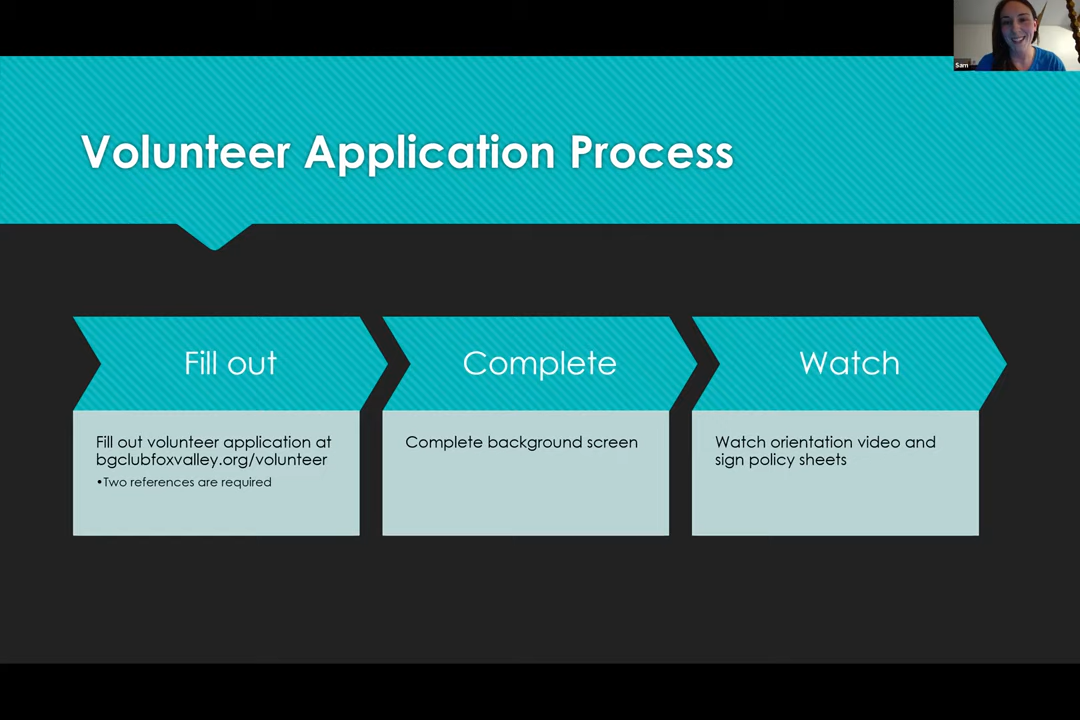 Sam
Volunteer Application Process
Fill out
Complete
Watch
Fill out volunteer application at
bgclubfoxvalley.org/volunteer
•Two references are required
Complete background screen
Watch orientation video and
sign policy sheets